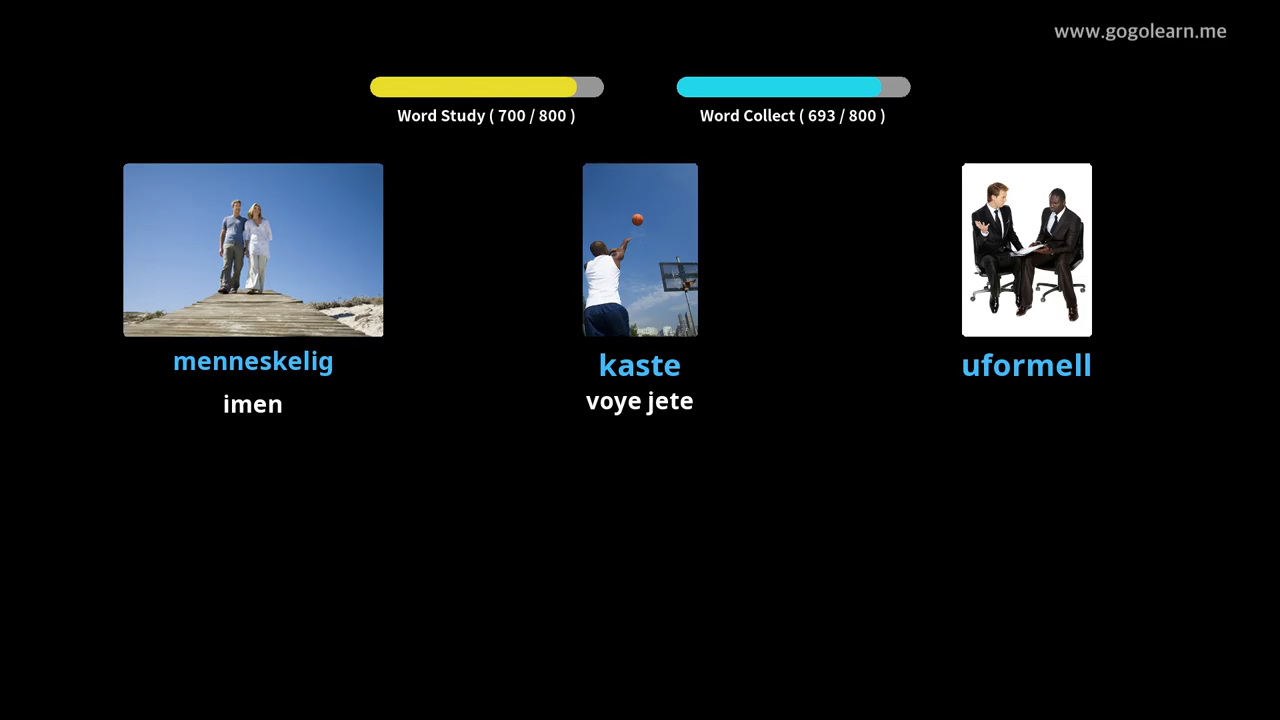 www.gogolearn.me
Word Study ( 700 / 800 )
Word Collect ( 693 / 800 )
menneskelig
imen
kaste
voye jete
uformell